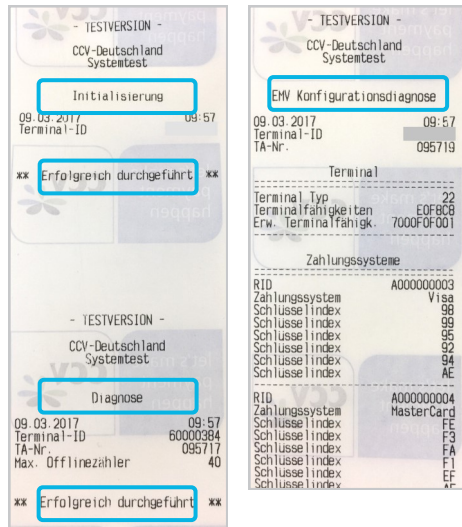 - TESTVERSION -
CCV-Deutschland
Systemtest
Initialisierung
09.03.2017 09:57
Terminal-ID
** Erfolgreich durchgeführt **
- TESTVERSION -
CCV-Deutschland
Systemtest
Diagnose
09.03.2017 09:57
Terminal-ID 60000384
TA-Nr. 095717
Max. Offlinezähler 40
** Erfolgreich durchgeführt **
- TESTVERSION -
CCV-Deutschland
Systemtest
EMV Konfigurationsdiagnose
09.03.2017 09:57
Terminal-ID
TA-Nr. 095719
Terminal
Terminal Typ 22
Terminalfähigkeiten E0F8C8
Erw. Terminalfähigk. 7000F0F001
Zahlungssysteme
RID A000000003
Zahlungssystem Visa
Schlüsselindex 98
Schlüsselindex 99
Schlüsselindex 95
Schlüsselindex 92
Schlüsselindex 94
Schlüsselindex AE
RID A000000004
Zahlungssystem MasterCard
Schlüsselindex FE
Schlüsselindex F3
Schlüsselindex FA
Schlüsselindex F1
Schlüsselindex EF
Schlüsselindex